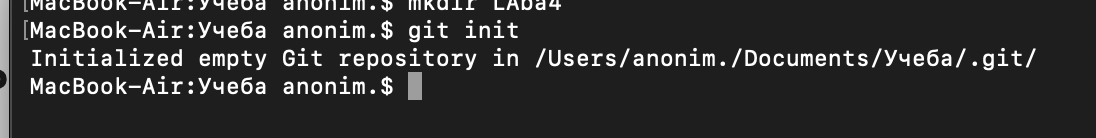 [MacBook-Air:Учеба anonim.$ mkdir LAba4
[MacBook-Air:Учеба anonim.$ git init
Initialized empty Git repository in /Users/anonim./Documents/Учеба/.git/
MacBook-Air:Учеба anonim.$